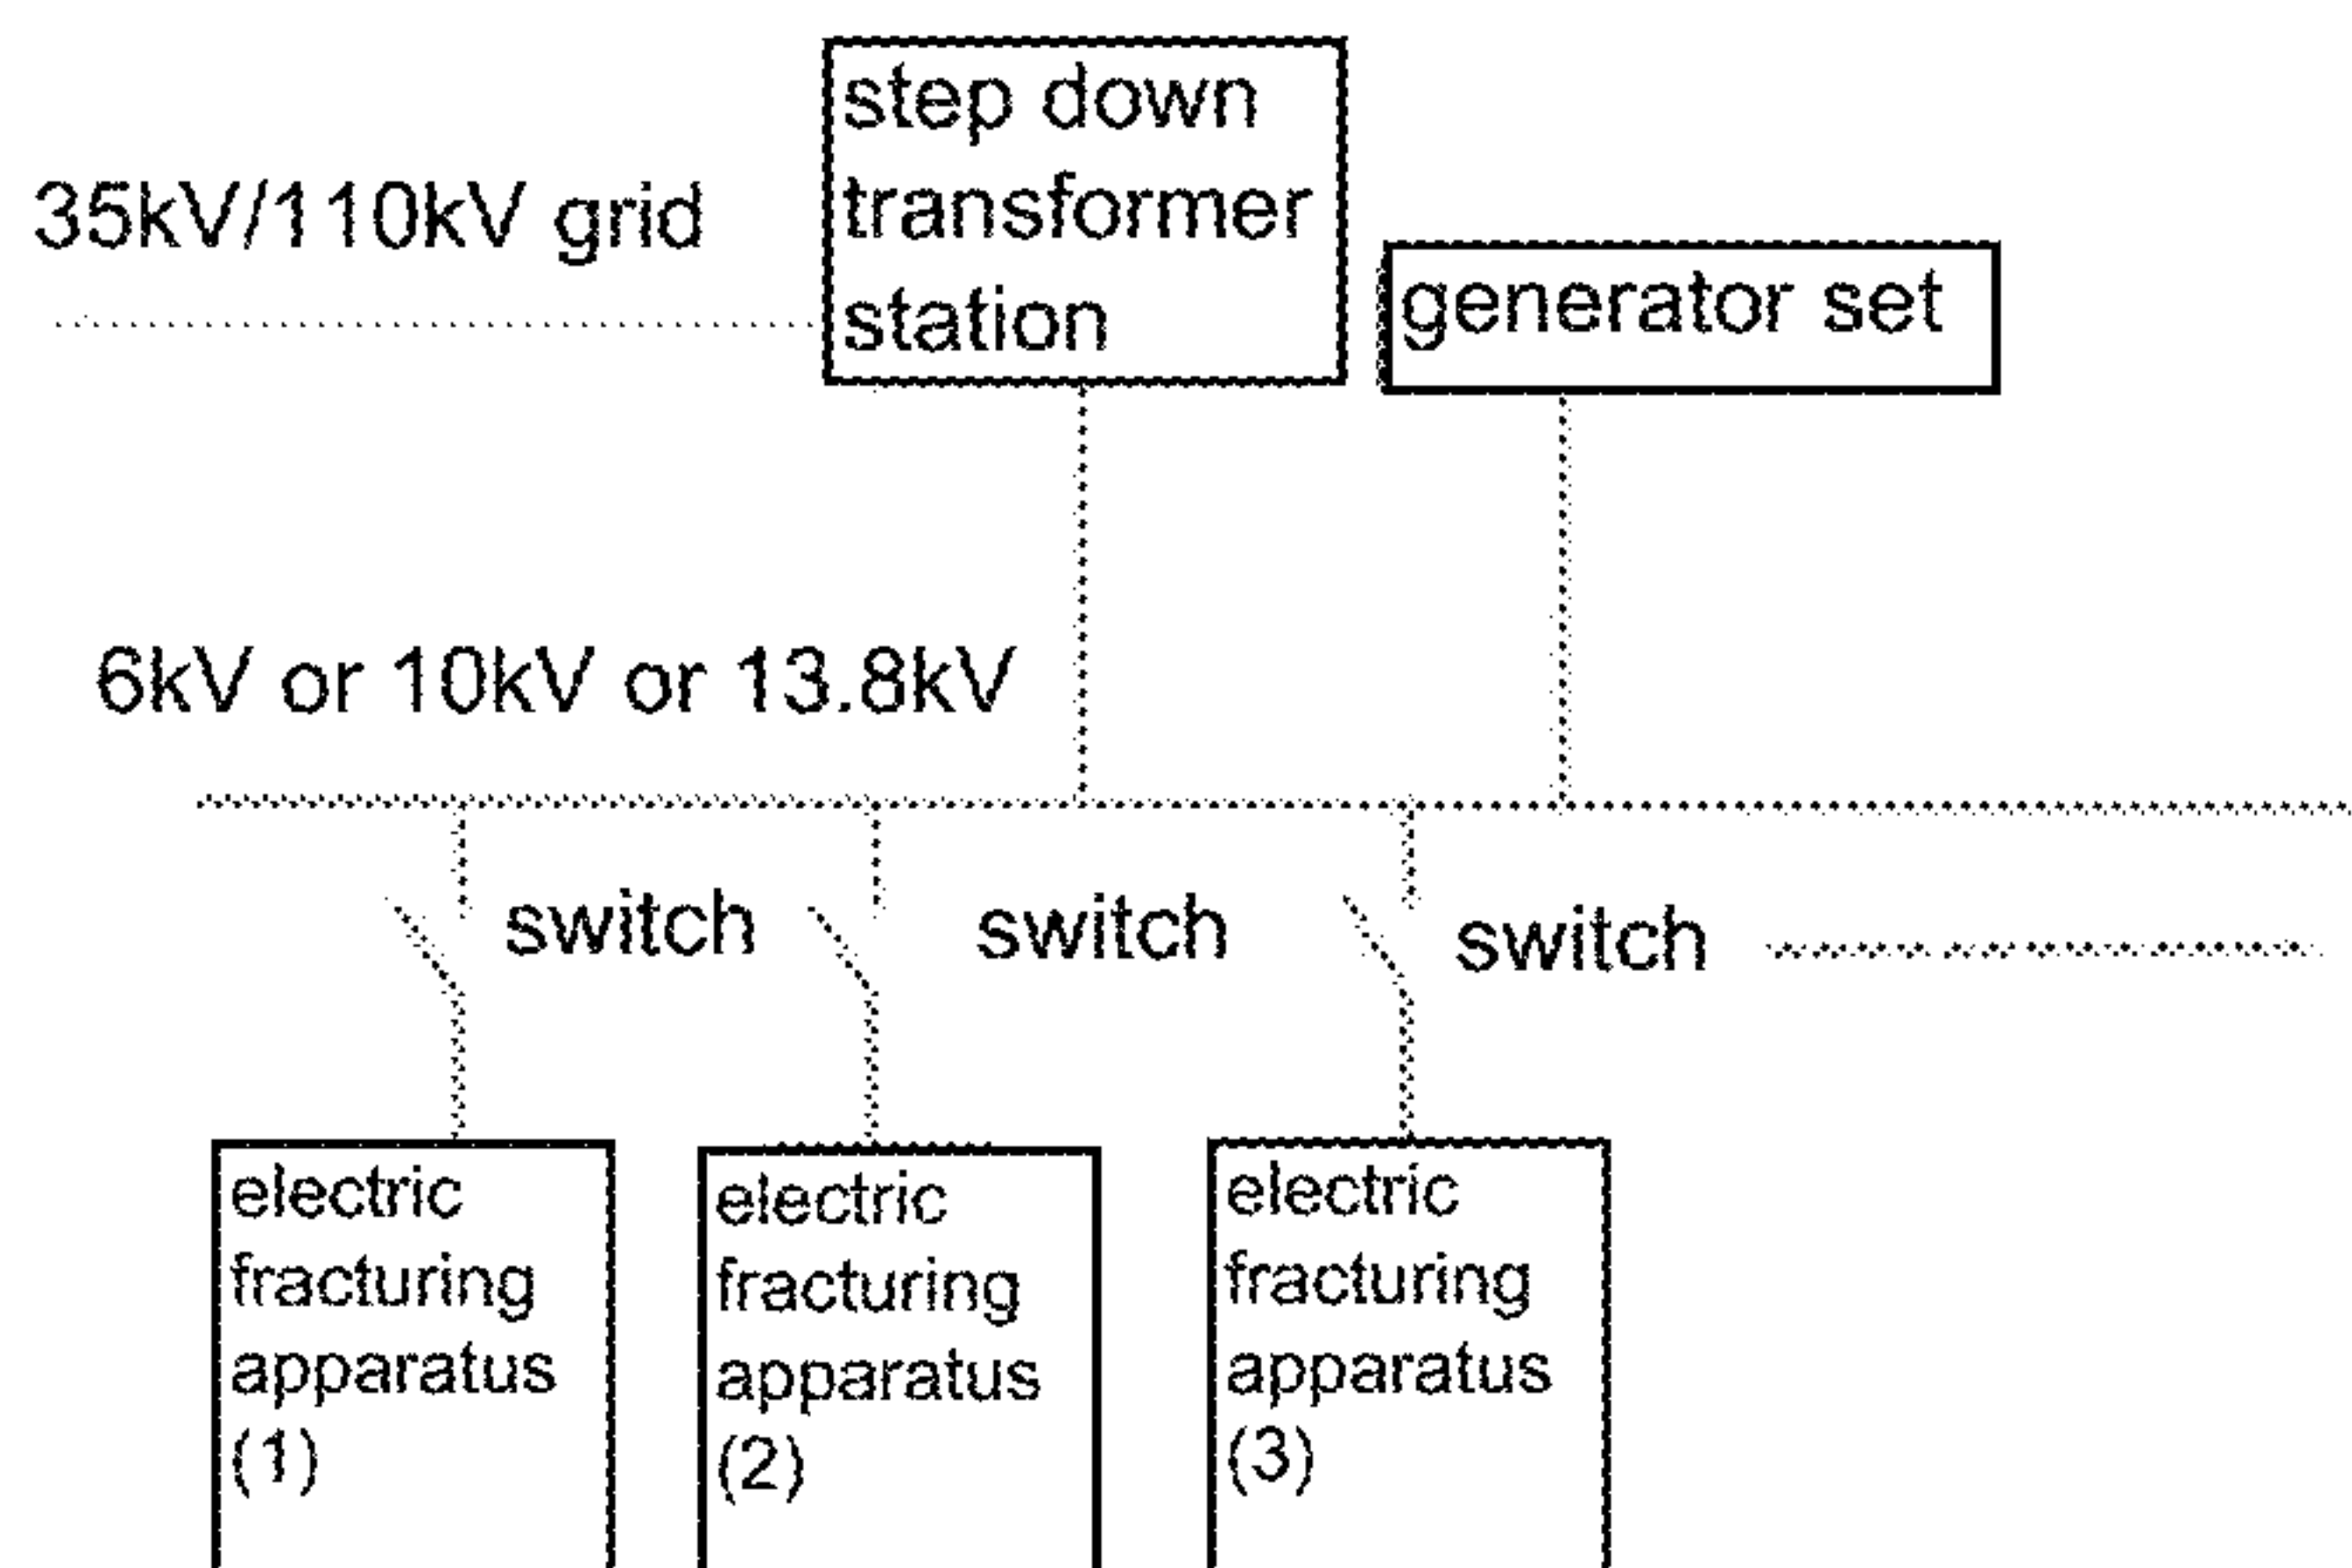 step down
transformer
station
35kV/110kV grid
generator set
6kV or 10kV or 13.8kV
switch
switch
switch
electric
fracturing
apparatus
(1)
electric
fracturing
apparatus
(2)
electric
fracturing
apparatus
(3)